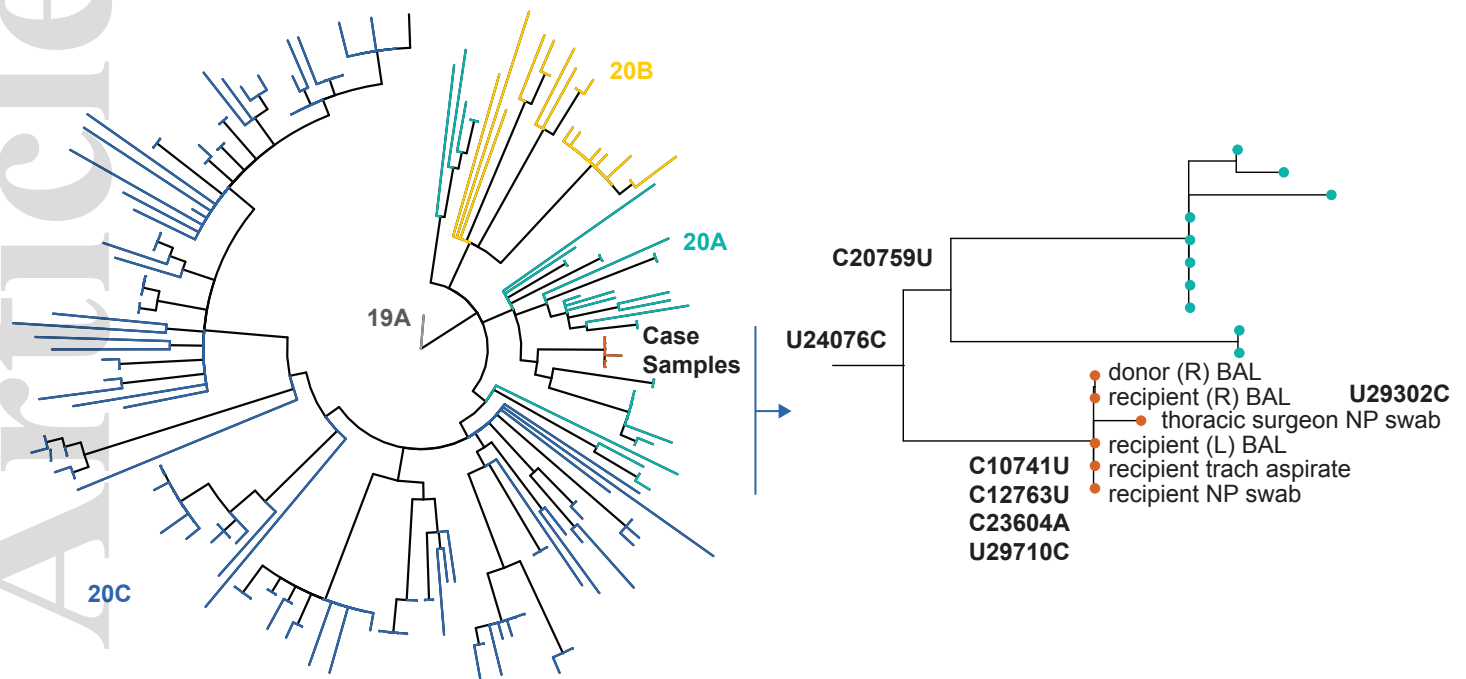 Article
20B
20A
19A
Case
Samples
20C
C20759U
U24076C
donor (R) BAL
recipient (R) BAL
U29302C
thoracic surgeon NP swab
recipient (L) BAL
recipient trach aspirate
recipient NP swab
C10741U
C12763U
C23604A
U29710C